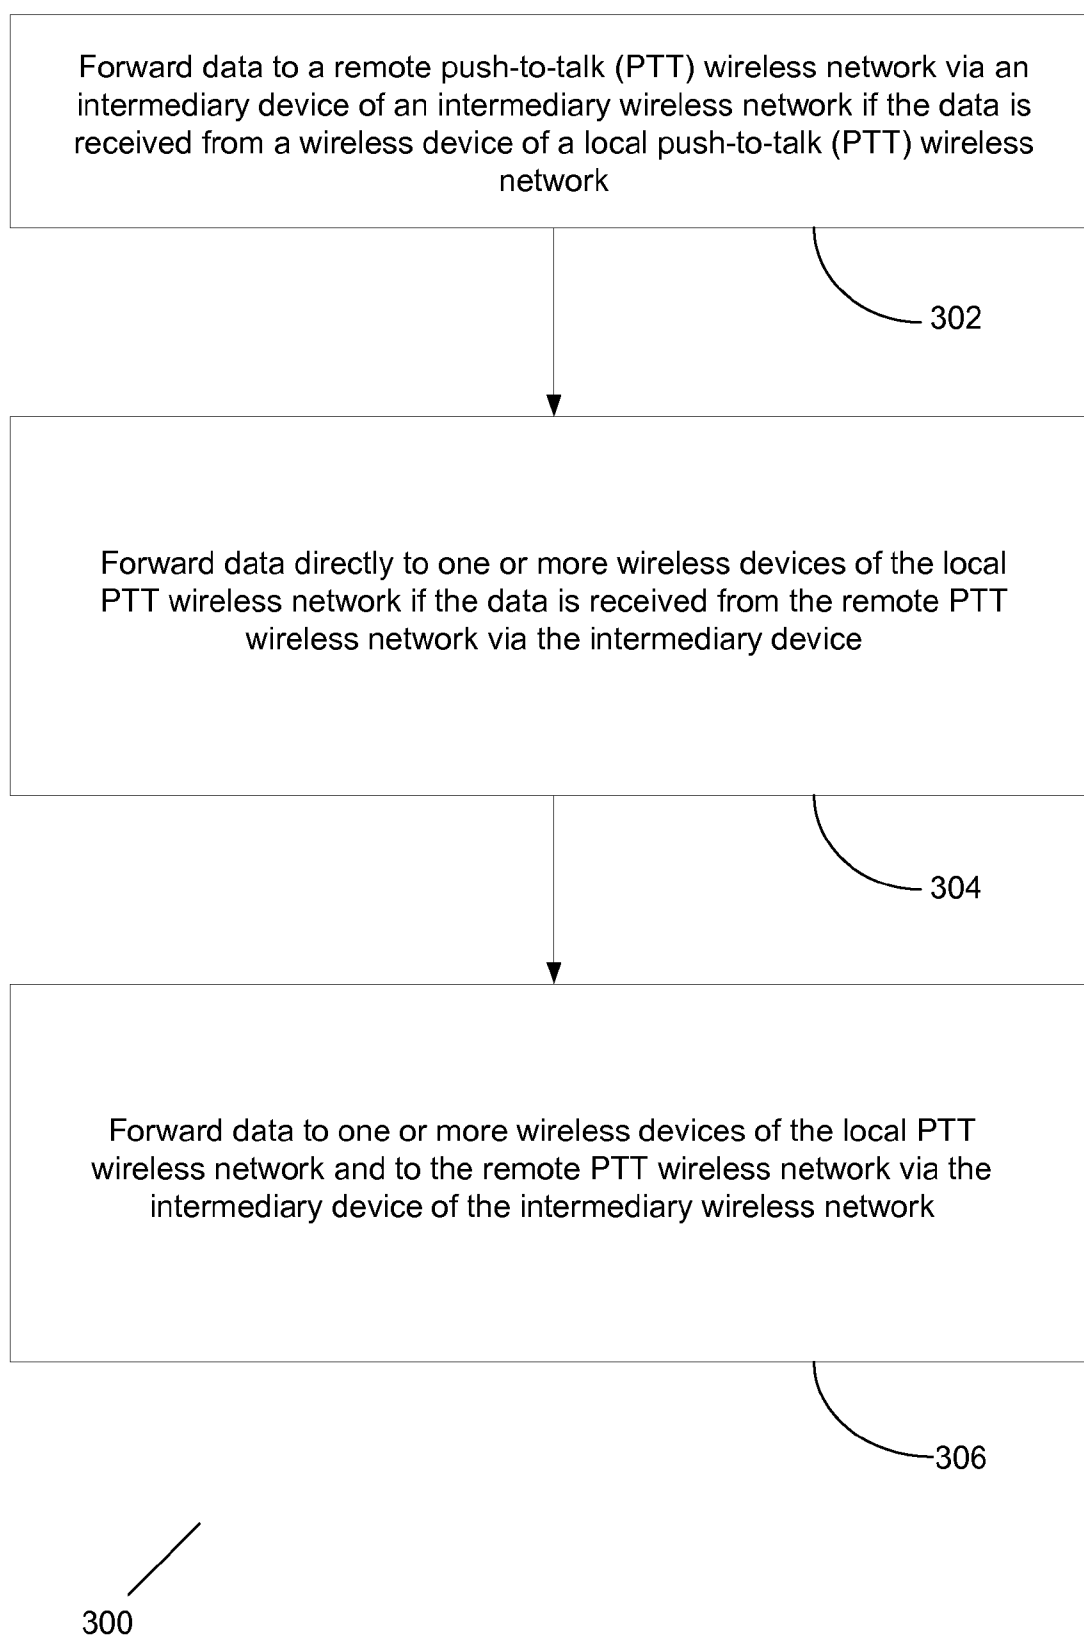 Forward data to a remote push-to-talk (PTT) wireless network via an
intermediary device of an intermediary wireless network if the data is
received from a wireless device of a local push-to-talk (PTT) wireless
network
302
Forward data directly to one or more wireless devices of the local
PTT wireless network if the data is received from the remote PTT
wireless network via the intermediary device
304
Forward data to one or more wireless devices of the local PTT
wireless network and to the remote PTT wireless network via the
intermediary device of the intermediary wireless network
306
300